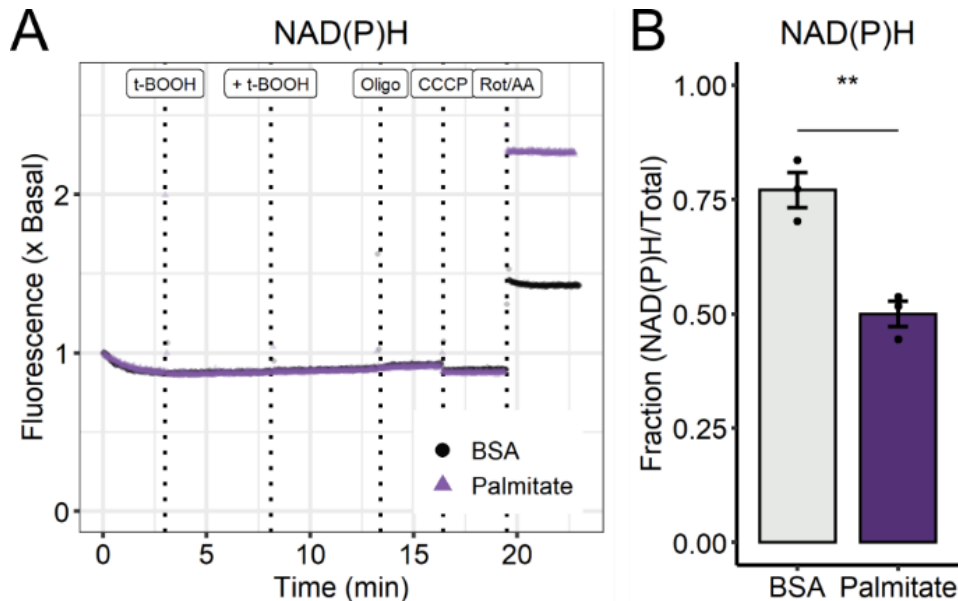 A
NAD(P)H
t-BOOH
+ t-BOOH
Oligo
CCCP
Rot/AA
Fluorescence (x Basal)
2
1
0
BSA
Palmitate
0
5
10
15
20
Time (min)
B
NAD(P)H
**
Fraction (NAD(P)H/Total)
1.00
0.75
0.50
0.25
0.00
BSA
Palmitate